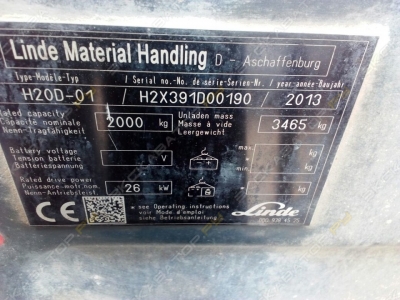 Linde Material Handling D - Aschaffenburg
Type-Modèle-Typ / Serial no.-No. de série-Serien-Nr. / year-année-Baujahr
H20D-01 / H2X391D00190 / 2013
Rated capacity
Capacité nominale
Nenn-Tragfähigkeit
2000 kg
Unladen mass
Masse à vide
Leergewicht
3465 kg
Battery voltage
Tension batterie
Batteriespannung
V
max. kg
min. kg
Rated drive power
Puissance mot.nom.
Nenn-Antriebsleist.
26 kW
kg
CE
see Operating instructions
voir Mode d'emploi
siehe Betriebsanleitung
Linde